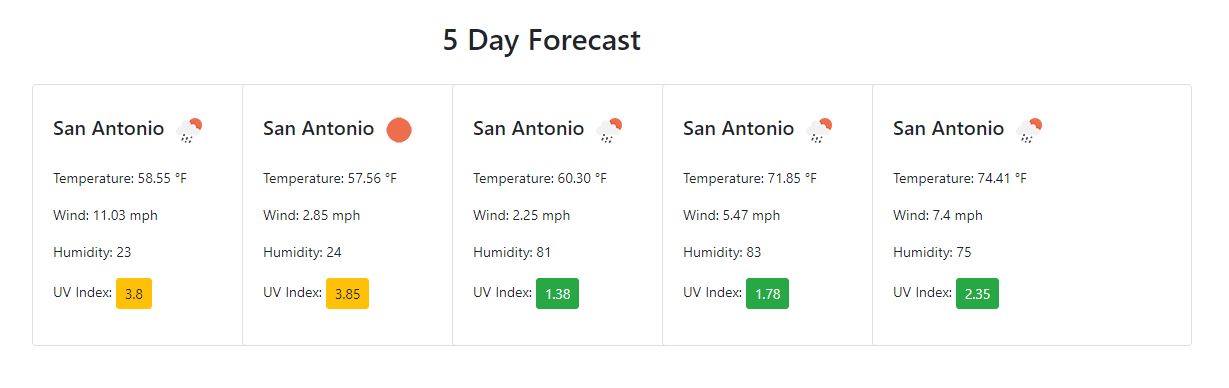 5 Day Forecast
San Antonio
Temperature: 58.55 °F
Wind: 11.03 mph
Humidity: 23
UV Index: 3.8
San Antonio
Temperature: 57.56 °F
Wind: 2.85 mph
Humidity: 24
UV Index: 3.85
San Antonio
Temperature: 60.30 °F
Wind: 2.25 mph
Humidity: 81
UV Index: 1.38
San Antonio
Temperature: 71.85 °F
Wind: 5.47 mph
Humidity: 83
UV Index: 1.78
San Antonio
Temperature: 74.41 °F
Wind: 7.4 mph
Humidity: 75
UV Index: 2.35